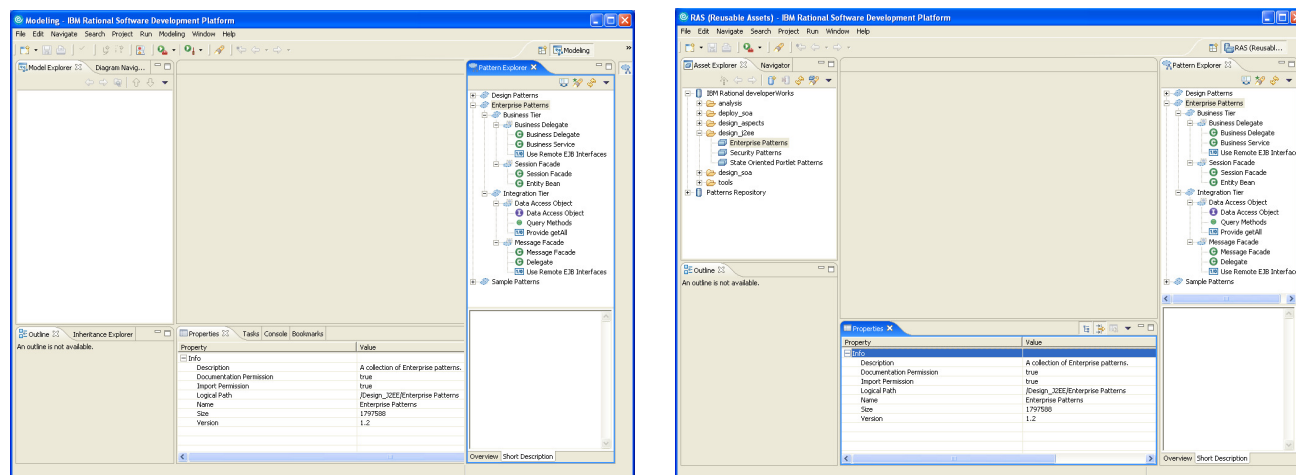 Modeling - IBM Rational Software Development Platform
File Edit Navigate Search Project Run Modeling Window Help
Modeling
»
Model Explorer
Diagram Navig...
Pattern Explorer
Design Patterns
Enterprise Patterns
Business Tier
Business Delegate
Business Delegate
Business Service
Use Remote EJB Interfaces
Session Facade
Session Facade
Entity Bean
Integration Tier
Data Access Object
Data Access Object
Query Methods
Provide getAll
Message Facade
Message Facade
Delegate
Use Remote EJB Interfaces
Sample Patterns
Outline
Inheritance Explorer
An outline is not available.
Properties Tasks Console Bookmarks
Property Value
Info
Description A collection of Enterprise patterns.
Documentation Permission true
Import Permission true
Logical Path /Design_J2EE/Enterprise Patterns
Name Enterprise Patterns
Size 1797588
Version 1.2
Overview Short Description
RAS (Reusable Assets) - IBM Rational Software Development Platform
File Edit Navigate Search Project Run Window Help
RAS (Reusabl...
Asset Explorer
Navigator
IBM Rational developerWorks
analysis
deploy_soa
design_aspects
design_j2ee
Enterprise Patterns
Security Patterns
State Oriented Portlet Patterns
design_soa
tools
Patterns Repository
Outline
An outline is not available.
Pattern Explorer
Design Patterns
Enterprise Patterns
Business Tier
Business Delegate
Business Delegate
Business Service
Use Remote EJB Interfac
Session Facade
Session Facade
Entity Bean
Integration Tier
Data Access Object
Data Access Object
Query Methods
Provide getAll
Message Facade
Message Facade
Delegate
Use Remote EJB Interfac
Sample Patterns
Properties
Property Value
Info
Description A collection of Enterprise patterns.
Documentation Permission true
Import Permission true
Logical Path /Design_J2EE/Enterprise Patterns
Name Enterprise Patterns
Size 1797588
Version 1.2
Overview Short Description